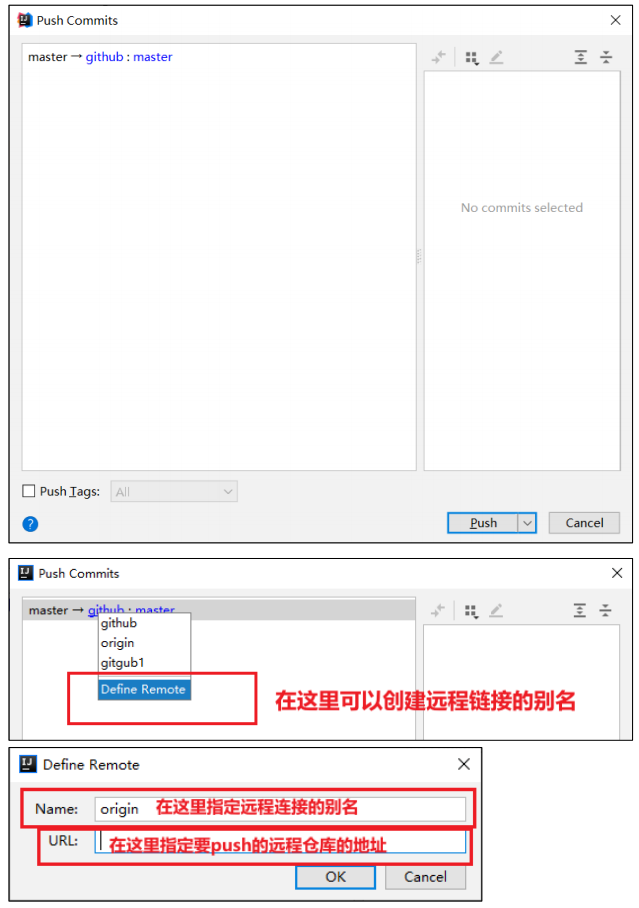 Push Commits
master → github : master
No commits selected
Push Tags: All
Push Cancel
Push Commits
master → github : master
github
origin
gitgub1
Define Remote
在这里可以创建远程链接的别名
Define Remote
Name: origin 在这里指定远程连接的别名
URL: 在这里指定要push的远程仓库的地址
OK Cancel